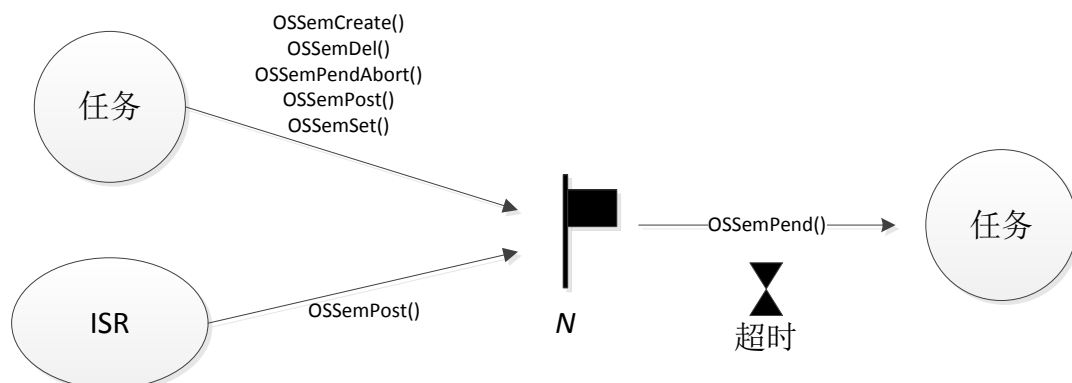 OSSemCreate()
OSSemDel()
OSSemPendAbort()
OSSemPost()
OSSemSet()
任务
OSSemPend()
任务
OSSemPost()
ISR
N
超时